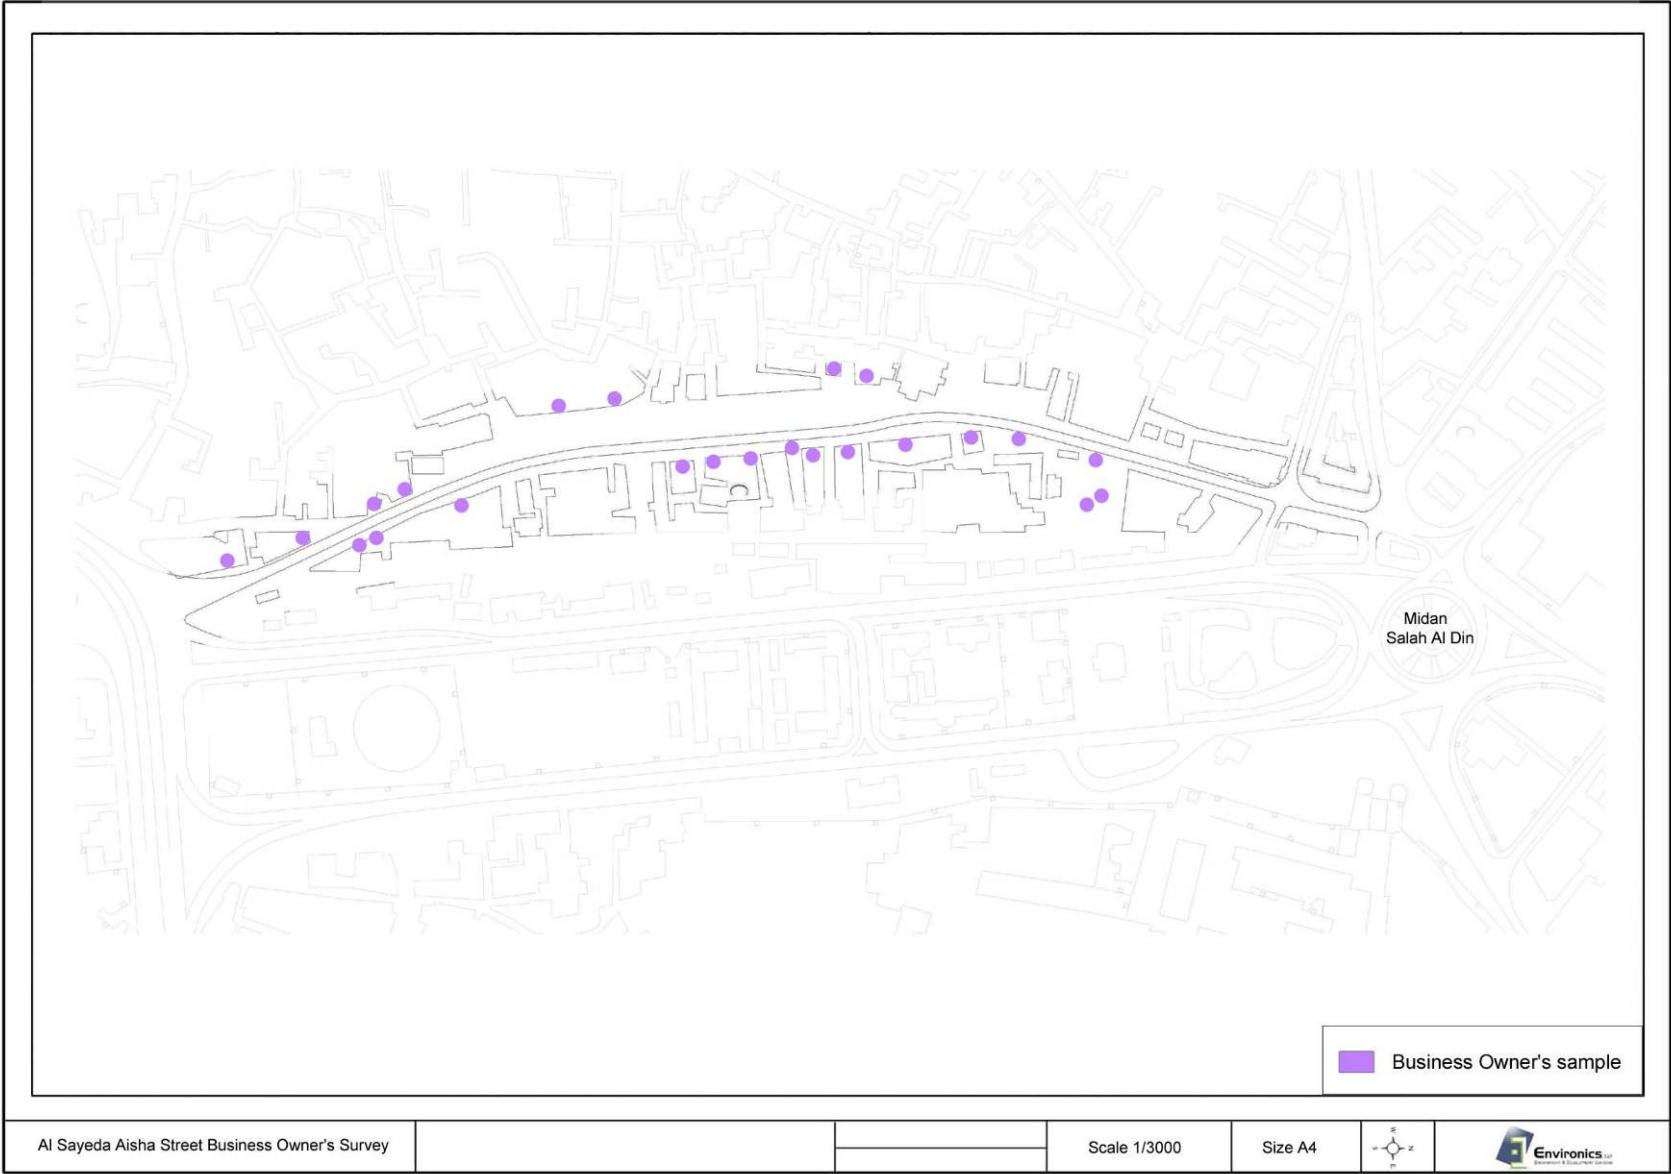 Midan
Salah Al Din
Business Owner's sample
Al Sayeda Aisha Street Business Owner's Survey
Scale 1/3000
Size A4
W
S N
E
Environics